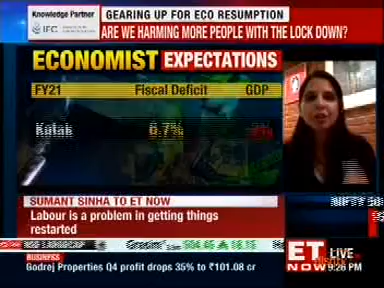 Knowledge Partner
IFC
GEARING UP FOR ECO RESUMPTION
ARE WE HARMING MORE PEOPLE WITH THE LOCK DOWN?
ECONOMIST EXPECTATIONS
FY21 Fiscal Deficit GDP
Kotak
SUMANT SINHA TO ET NOW
Labour is a problem in getting things
restarted
NIFTY
BUSINESS
Godrej Properties Q4 profit drops 35% to ₹101.08 cr
ET
NOW
LIVE
9:26 PM